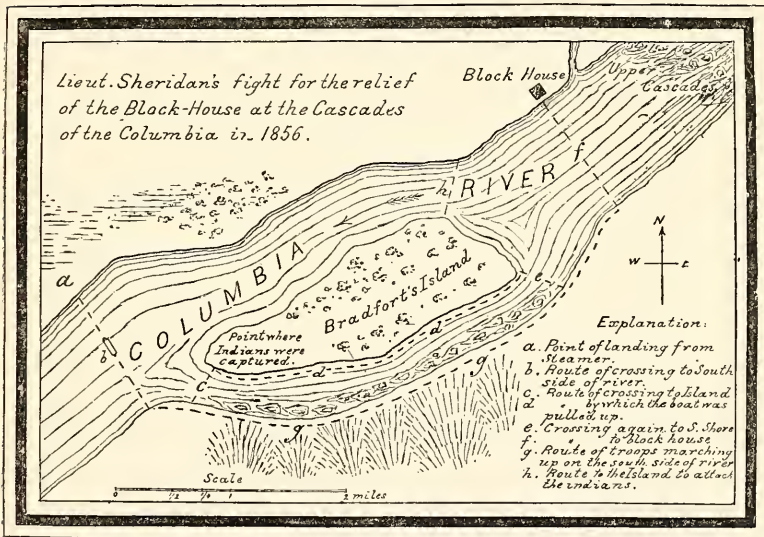 Lieut. Sheridan's fight for the relief
of the Block-House at the Cascades
of the Columbia in 1856.
Block House
Upper
Cascades
f
h
RIVER
a
COLUMBIA
b
Bradfort's Island
Point where
Indians were
captured.
d
d
e
c
g
g
N
W
E
Explanation:
a. Point of landing from
steamer.
b. Route of crossing to South
side of river.
c. Route of crossing to Island
d " by which the boat was
pulled up.
e. Crossing again to S. Shore
f. " to block house
g. Route of troops marching
up on the south side of river
h. Route to the Island to attack
the indians.
Scale
0 1/2 1 2 miles